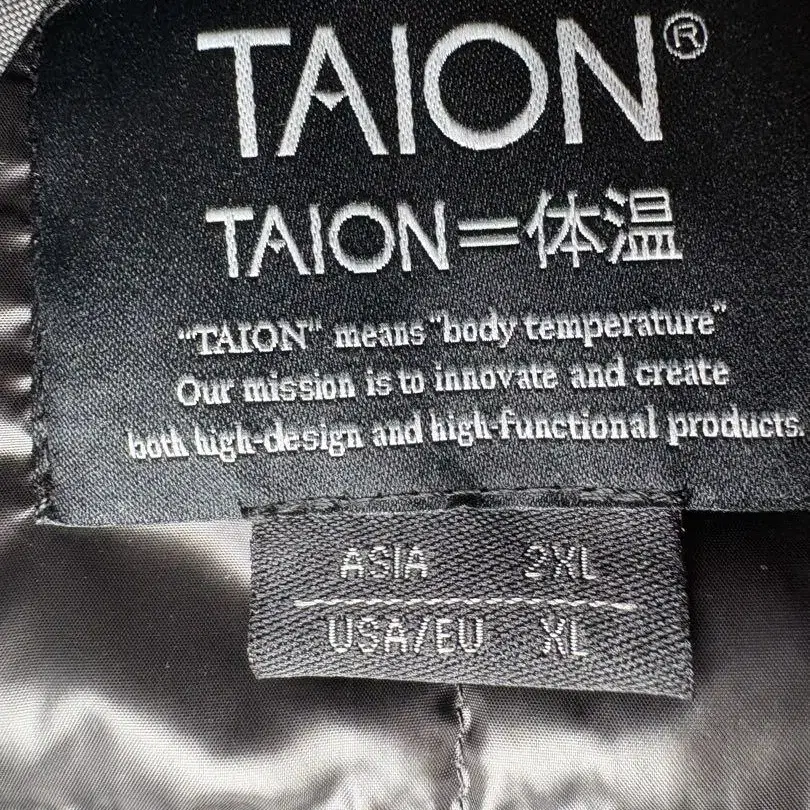 TAION®
TAION=体温
"TAION" means "body temperature"
Our mission is to innovate and create
both high-design and high-functional products.
ASIA 2XL
USA/EU XL